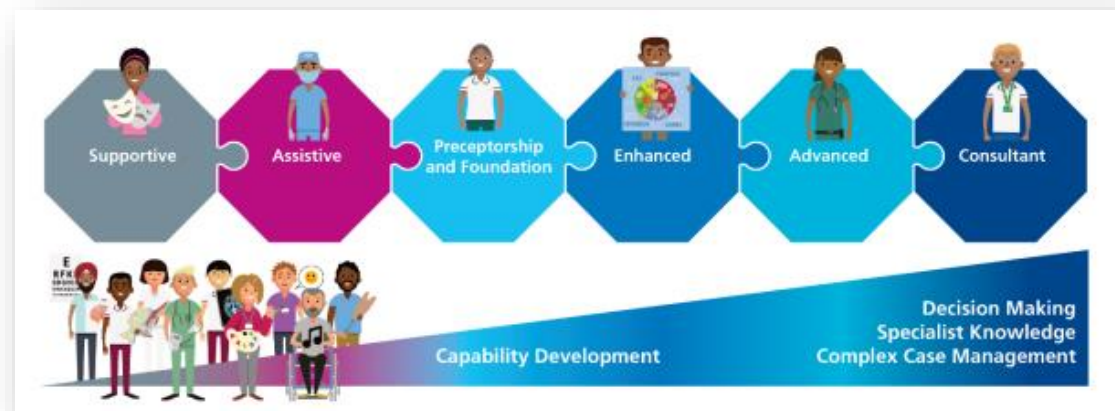 Supportive
Assistive
Preceptorship
and Foundation
Enhanced
Advanced
Consultant
E
Capability Development
Decision Making
Specialist Knowledge
Complex Case Management